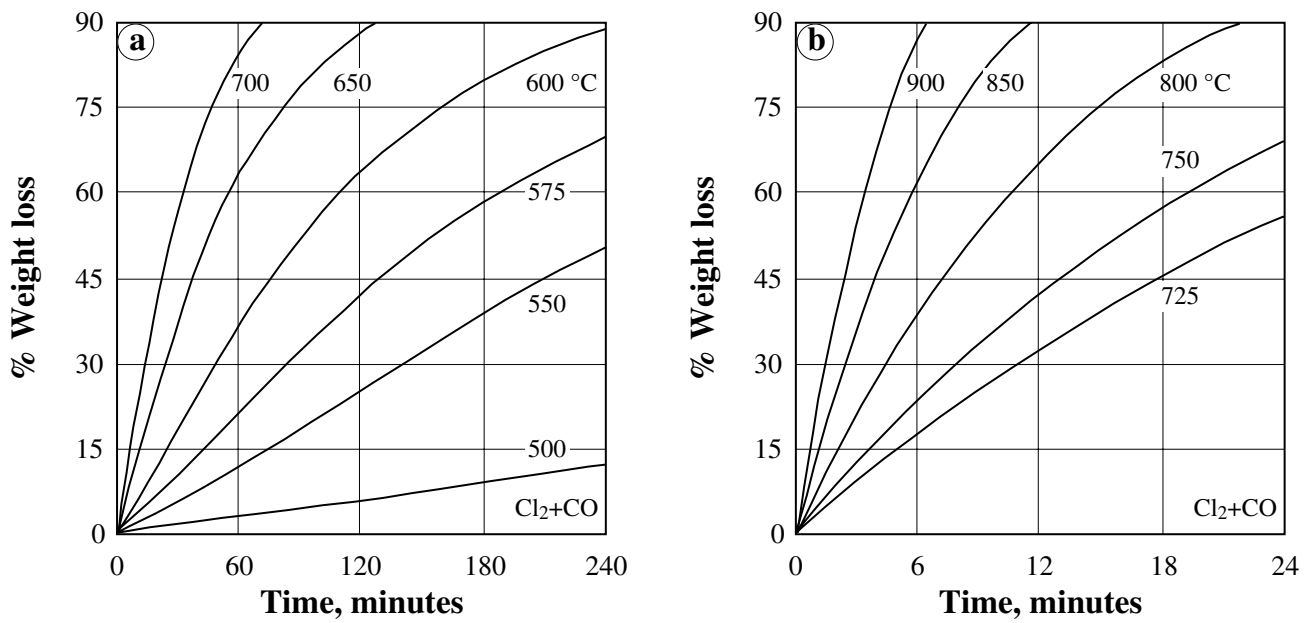 a
% Weight loss
90
75
60
45
30
15
0
700
650
600 °C
575
550
500
Cl₂+CO
0 60 120 180 240
Time, minutes
b
% Weight loss
90
75
60
45
30
15
0
900
850
800 °C
750
725
Cl₂+CO
0 6 12 18 24
Time, minutes